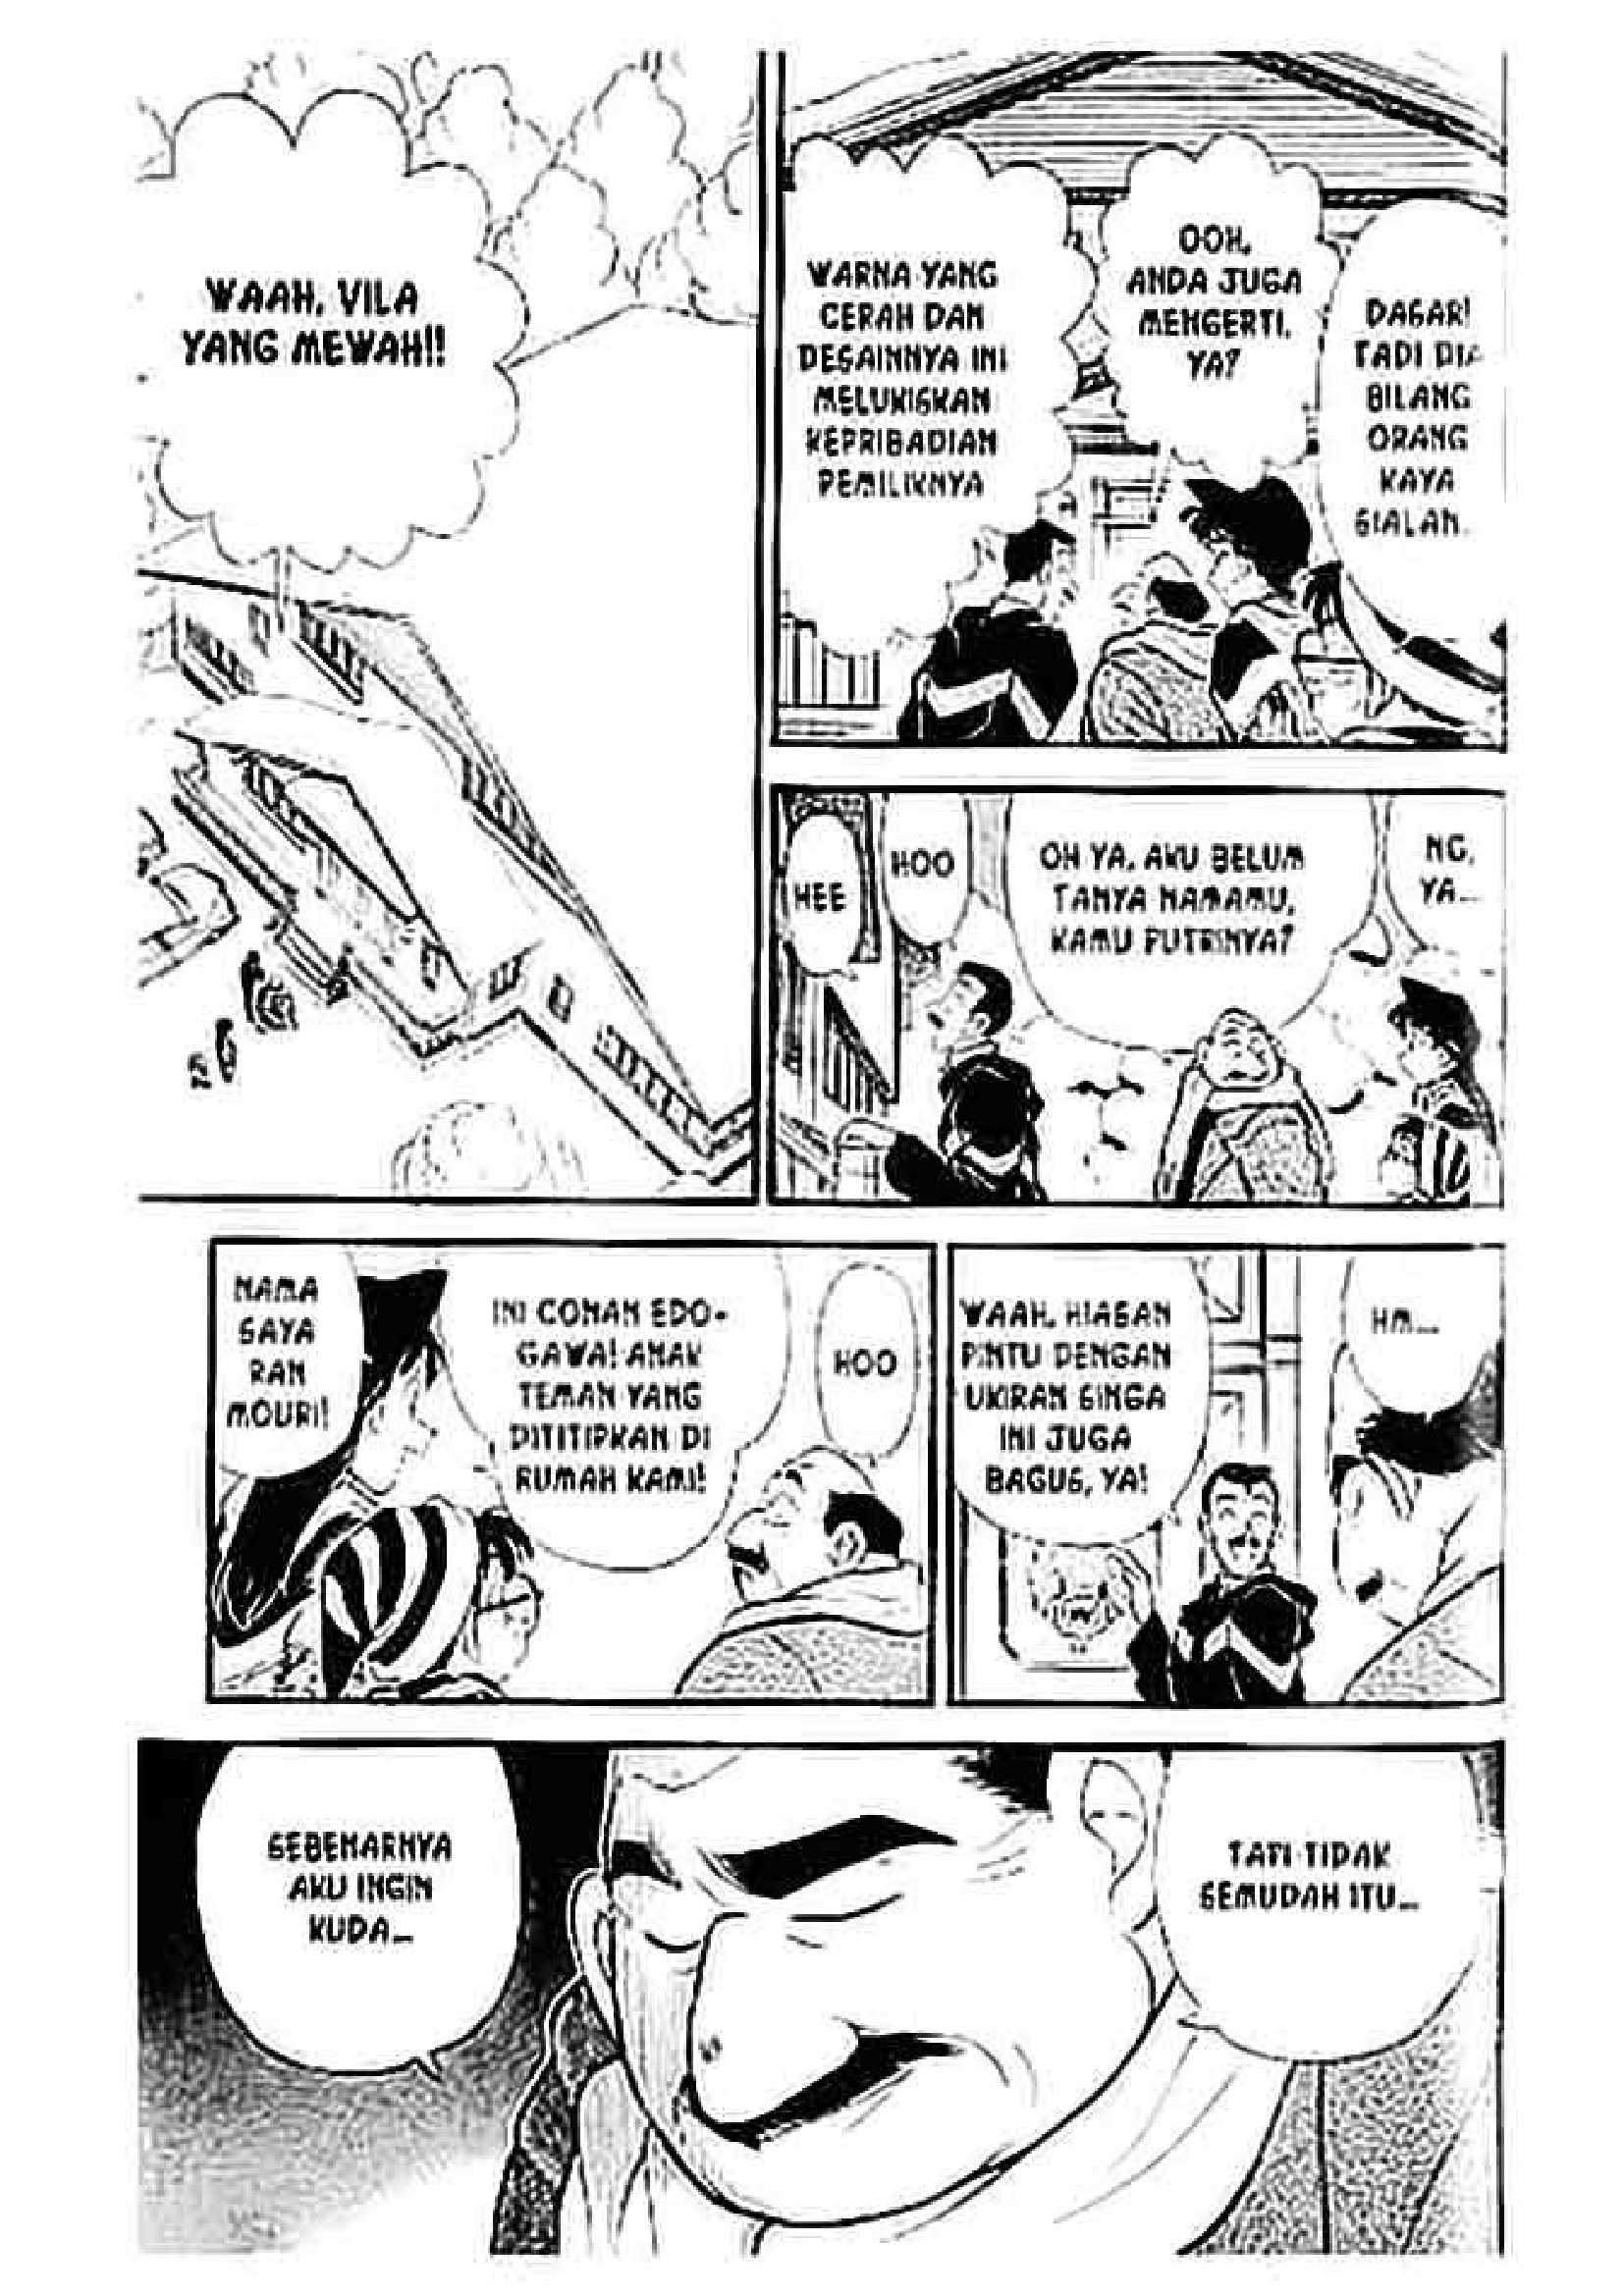 WAAH, VILA
YANG MEWAH!!
WARNA YANG
CERAH DAN
DESAINNYA INI
MELUKISKAN
KEPRIBADIAN
PEMILIKNYA
OOH,
ANDA JUGA
MENGERTI,
YA?
DASAR!
TADI DIA
BILANG
ORANG
KAYA
SIALAN.
HEE
HOO
OH YA, AKU BELUM
TANYA NAMAMU,
KAMU PUTRINYA?
NG,
YA...
NAMA
SAYA
RAN
MOURI!
INI CONAN EDO-
GAWA! ANAK
TEMAN YANG
DITITIPKAN DI
RUMAH KAMI!
HOO
WAAH, HIASAN
PINTU DENGAN
UKIRAN SINGA
INI JUGA
BAGUS, YA!
HM...
SEBENARNYA
AKU INGIN
KUDA...
TAPI TIDAK
SEMUDAH ITU...